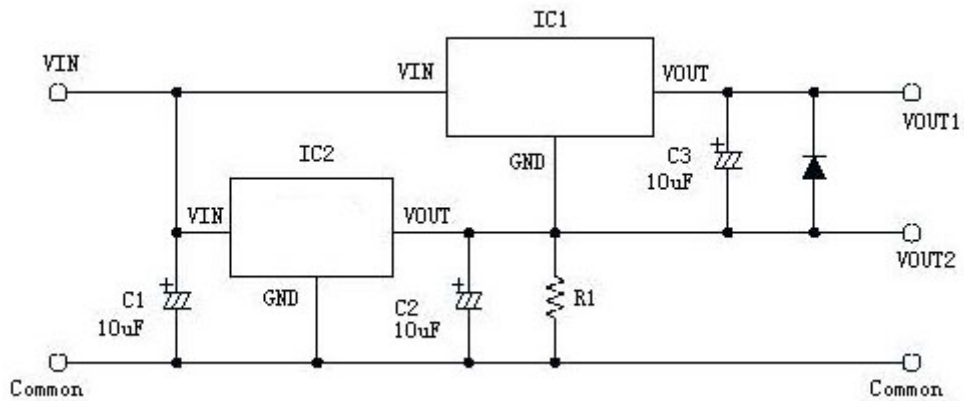 IC1
VIN
VIN
VOUT
VOUT1
GND
C3
10uF
IC2
VIN
VOUT
VOUT2
GND
C1
10uF
C2
10uF
R1
Common
Common